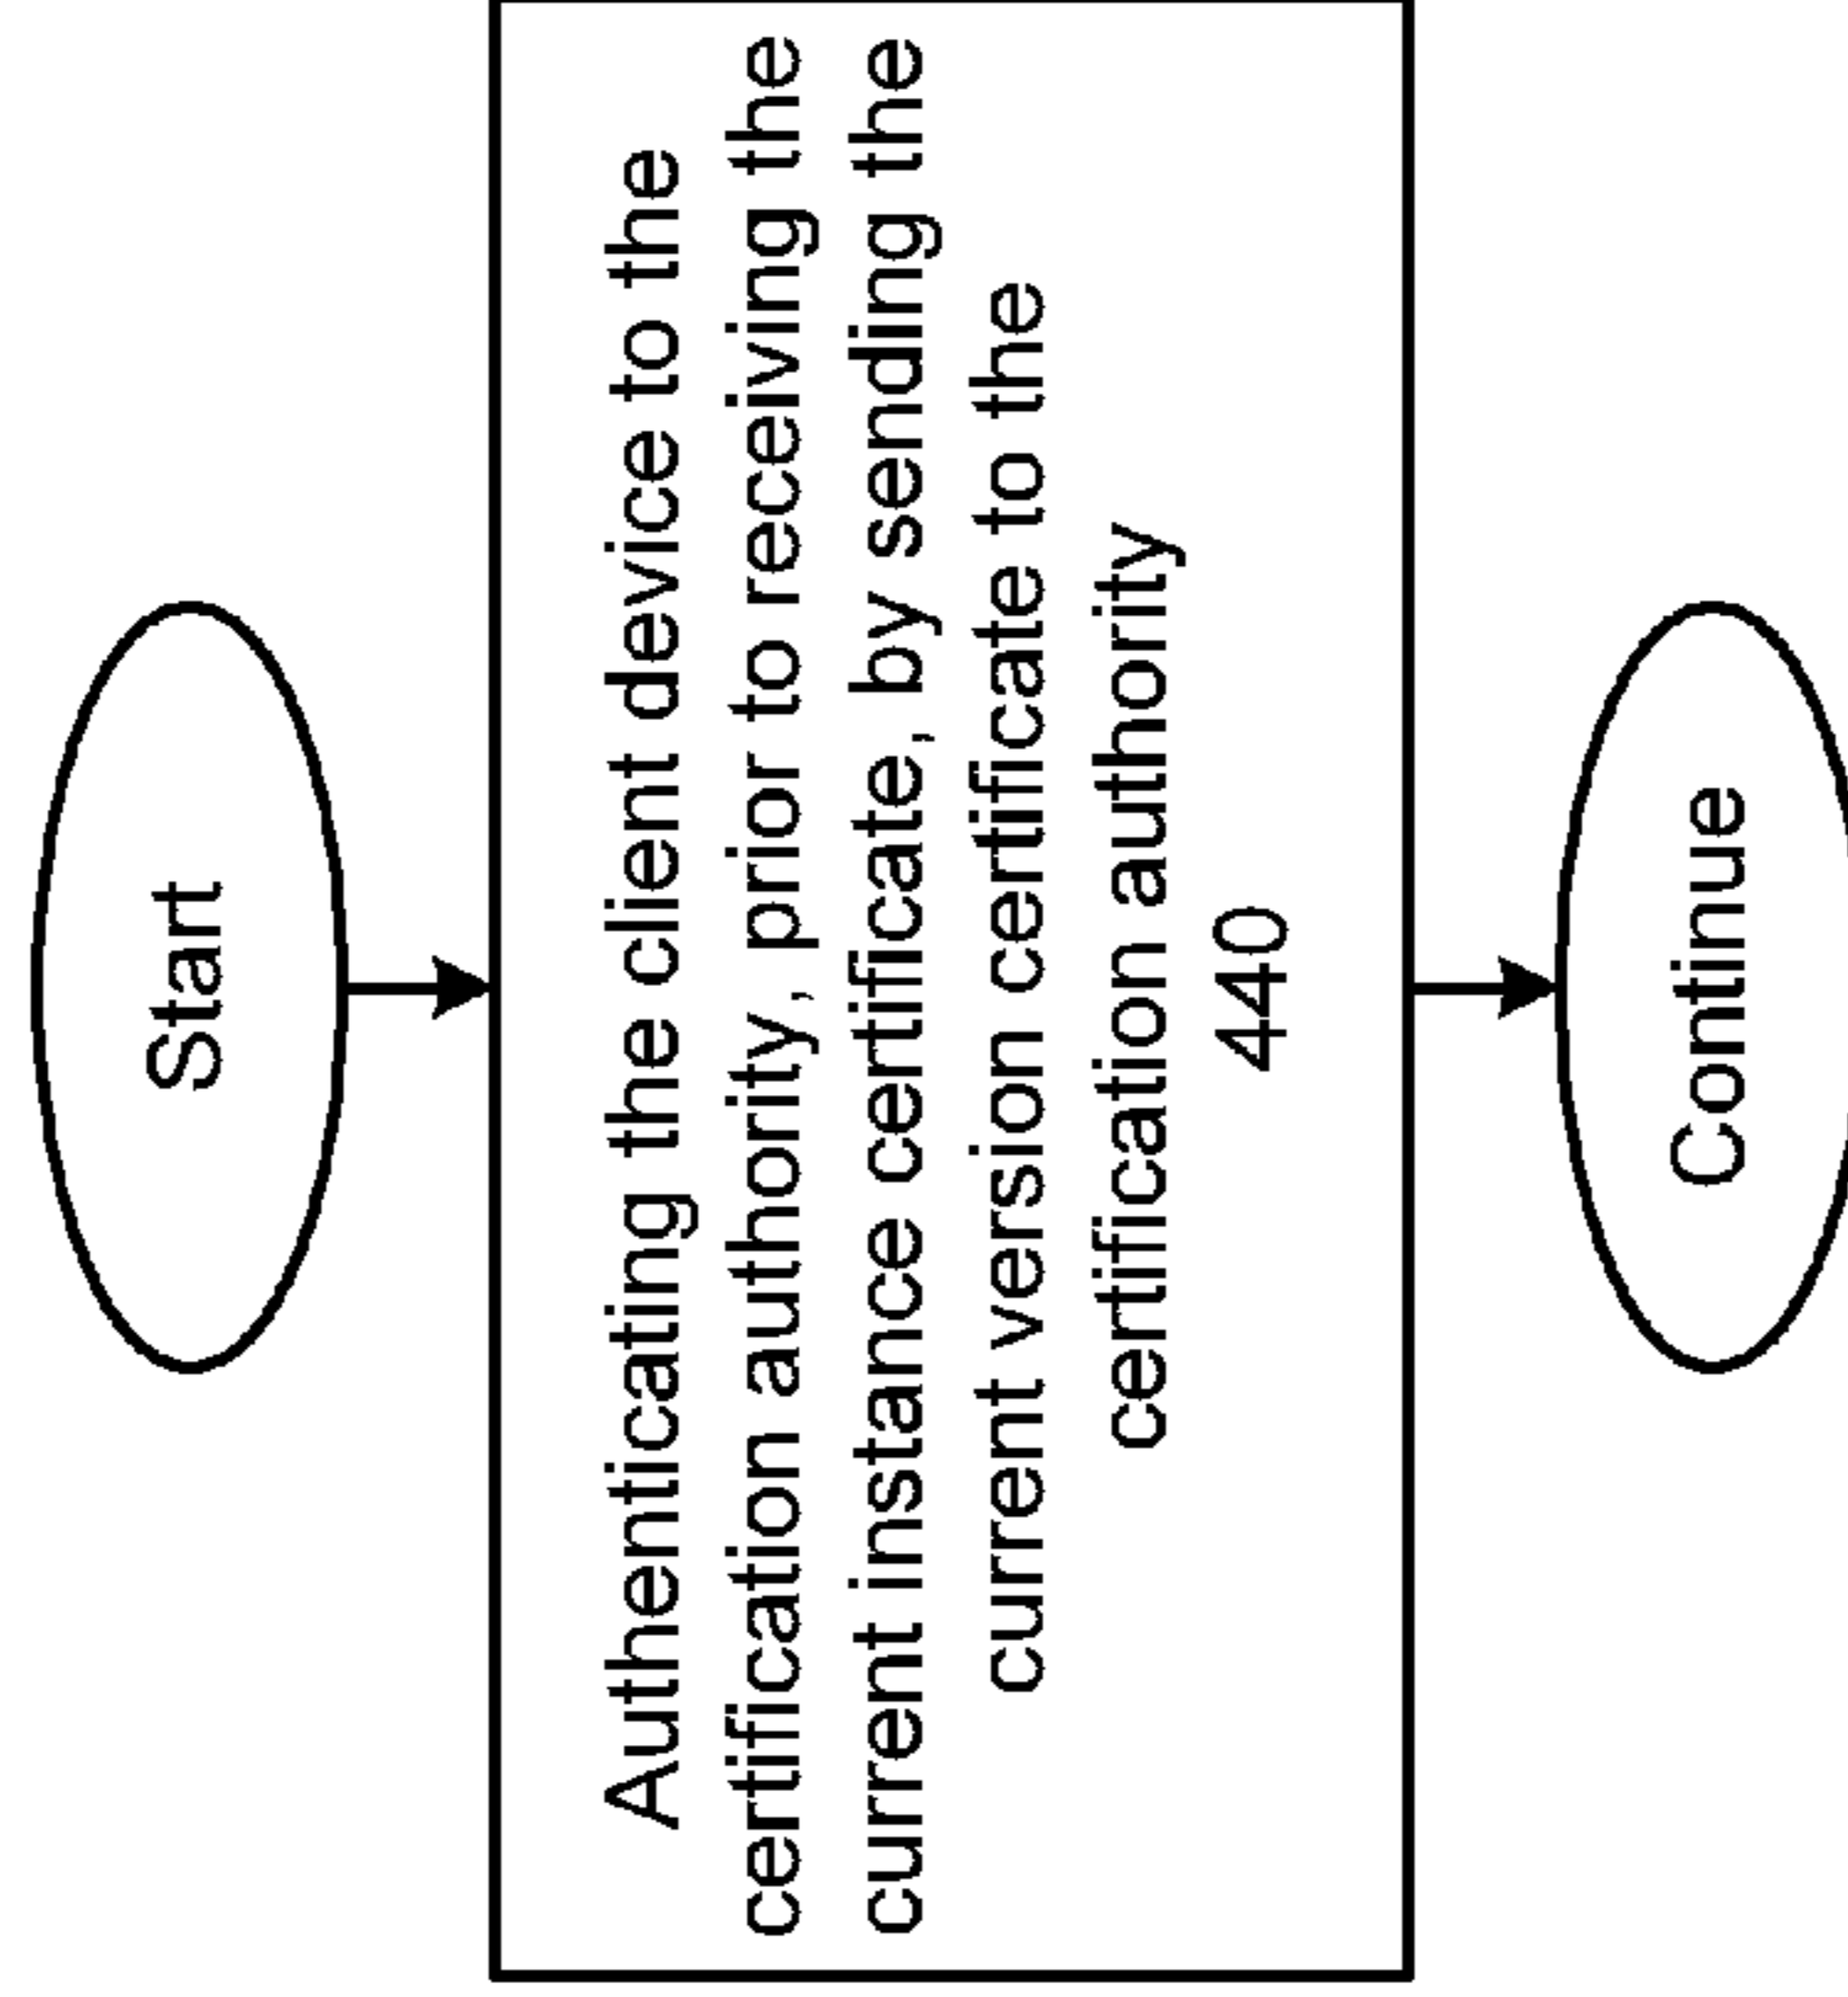 Start
Authenticating the client device to the
certification authority, prior to receiving the
current instance certificate, by sending the
current version certificate to the
certification authority
440
Continue